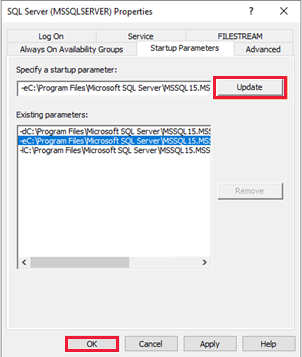 SQL Server (MSSQLSERVER) Properties
Log On Service FILESTREAM
Always On Availability Groups Startup Parameters Advanced
Specify a startup parameter:
-eC:\Program Files\Microsoft SQL Server\MSSQL15.MS Update
Existing parameters:
-dC:\Program Files\Microsoft SQL Server\MSSQL15.MSS
-eC:\Program Files\Microsoft SQL Server\MSSQL15.MSS
-lC:\Program Files\Microsoft SQL Server\MSSQL15.MSS
Remove
OK Cancel Apply Help